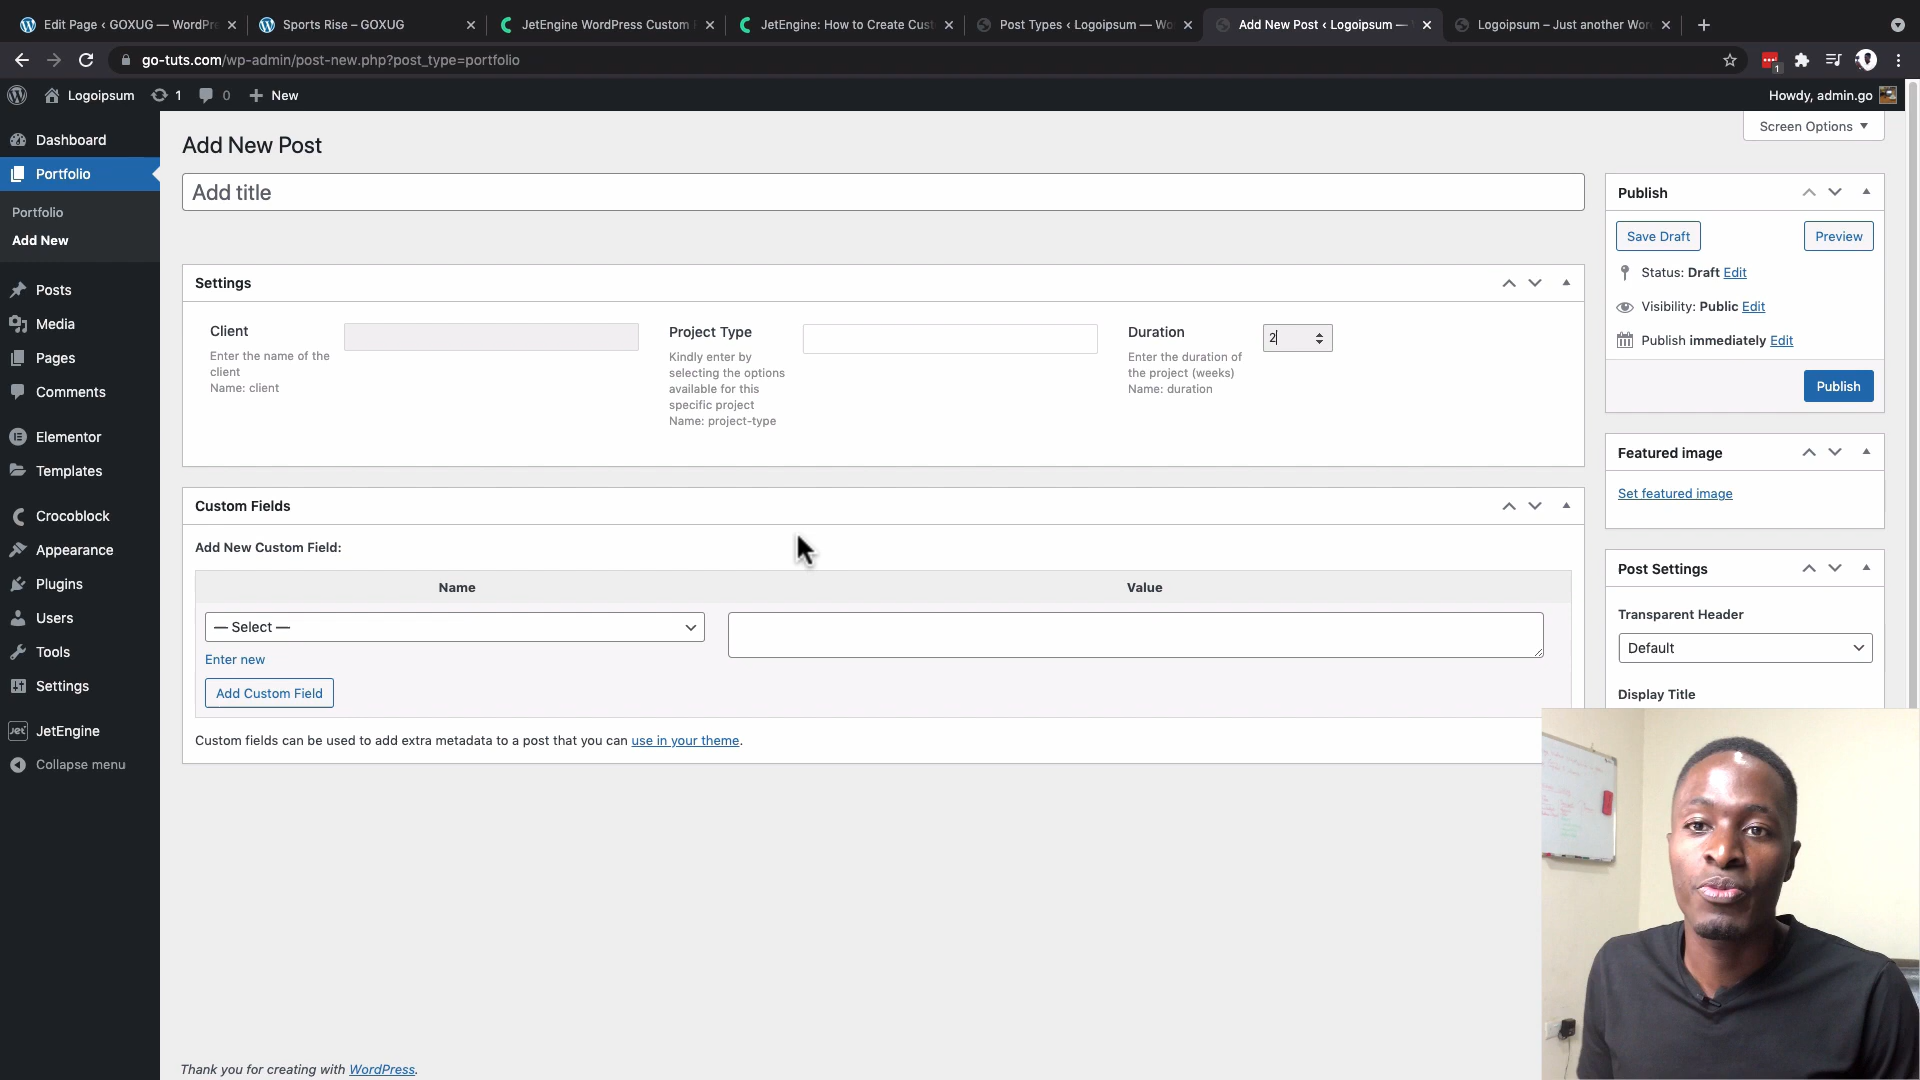 Edit Page ‹ GOXUG — WordPre
Sports Rise – GOXUG
JetEngine WordPress Custom
JetEngine: How to Create Cust
Post Types ‹ Logoipsum — Wo
Add New Post ‹ Logoipsum —
Logoipsum – Just another Wor
go-tuts.com/wp-admin/post-new.php?post_type=portfolio
1
Logoipsum
1
0
New
Howdy, admin.go
Screen Options
Dashboard
Portfolio
Portfolio
Add New
Posts
Media
Pages
Comments
Elementor
Templates
Crocoblock
Appearance
Plugins
Users
Tools
Settings
Jet
JetEngine
Collapse menu
Add New Post
Add title
Settings
Client
Enter the name of the
client
Name: client
Project Type
Kindly enter by
selecting the options
available for this
specific project
Name: project-type
Duration
Enter the duration of
the project (weeks)
Name: duration
2
Custom Fields
Add New Custom Field:
Name
Value
— Select —
Enter new
Add Custom Field
Custom fields can be used to add extra metadata to a post that you can use in your theme.
Publish
Save Draft
Preview
Status: Draft Edit
Visibility: Public Edit
Publish immediately Edit
Publish
Featured image
Set featured image
Post Settings
Transparent Header
Default
Display Title
Thank you for creating with WordPress.